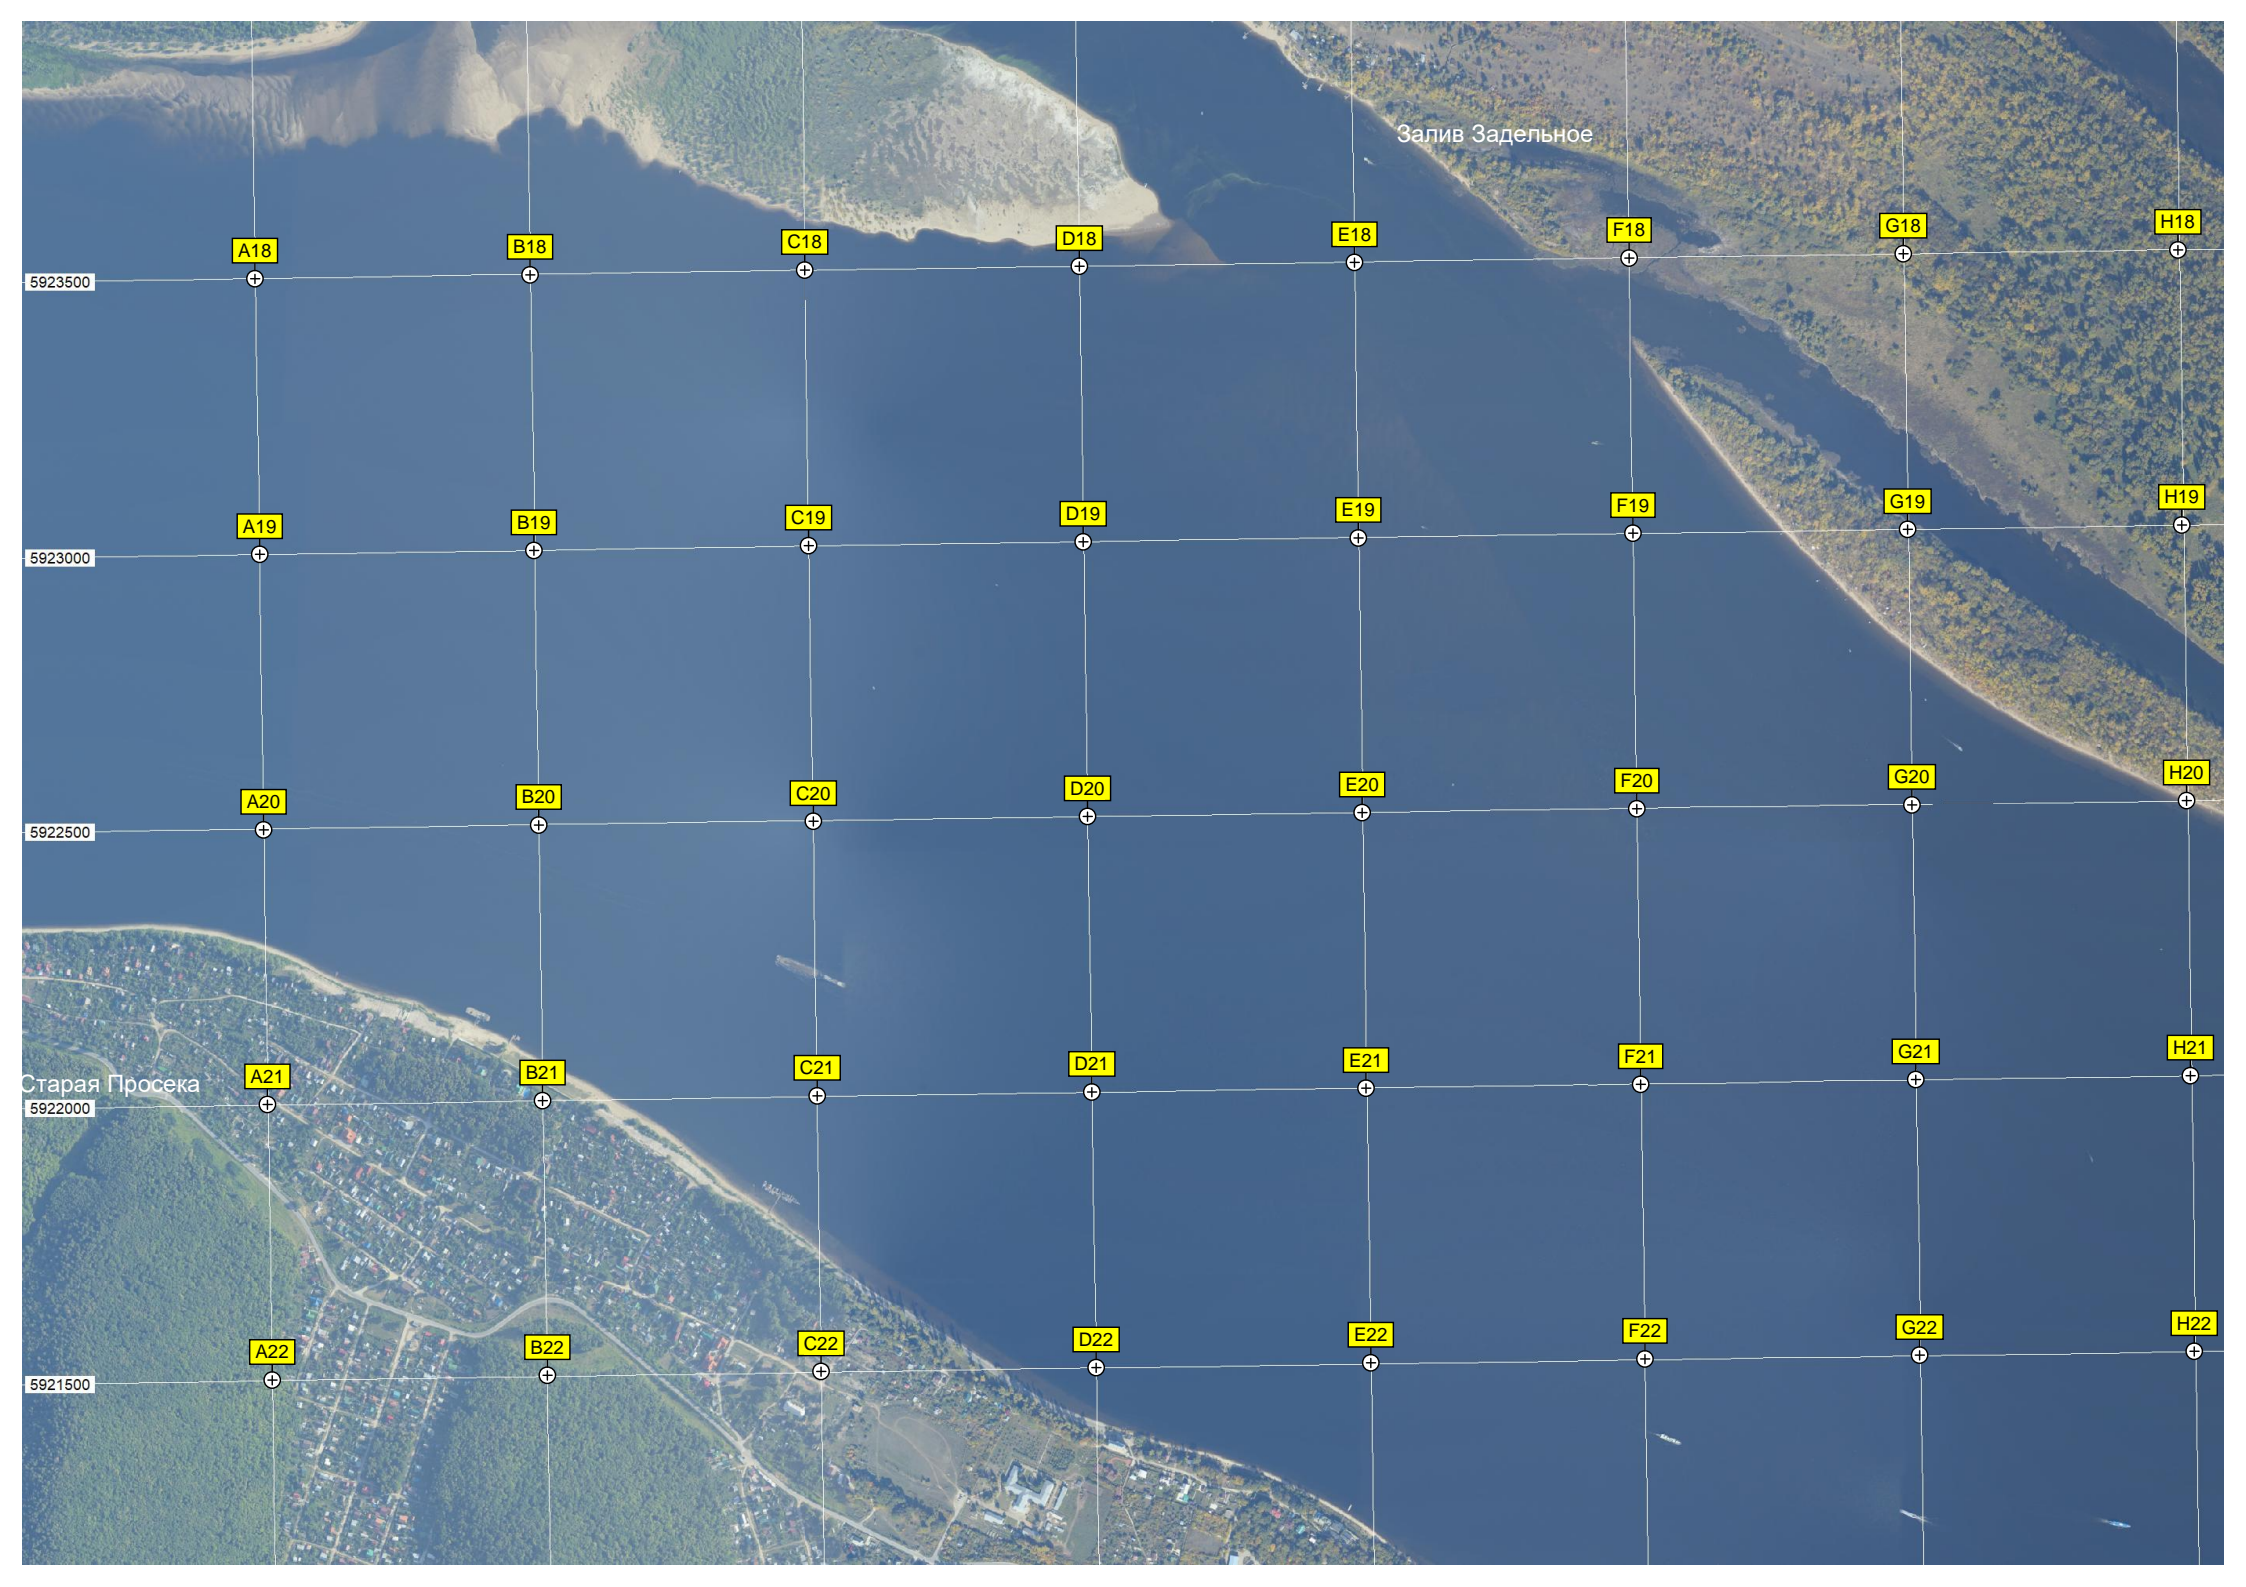 Залив Задельное
A18 B18 C18 D18 E18 F18 G18 H18
5923500
A19 B19 C19 D19 E19 F19 G19 H19
5923000
A20 B20 C20 D20 E20 F20 G20 H20
5922500
A21 B21 C21 D21 E21 F21 G21 H21
Старая Просека
5922000
A22 B22 C22 D22 E22 F22 G22 H22
5921500